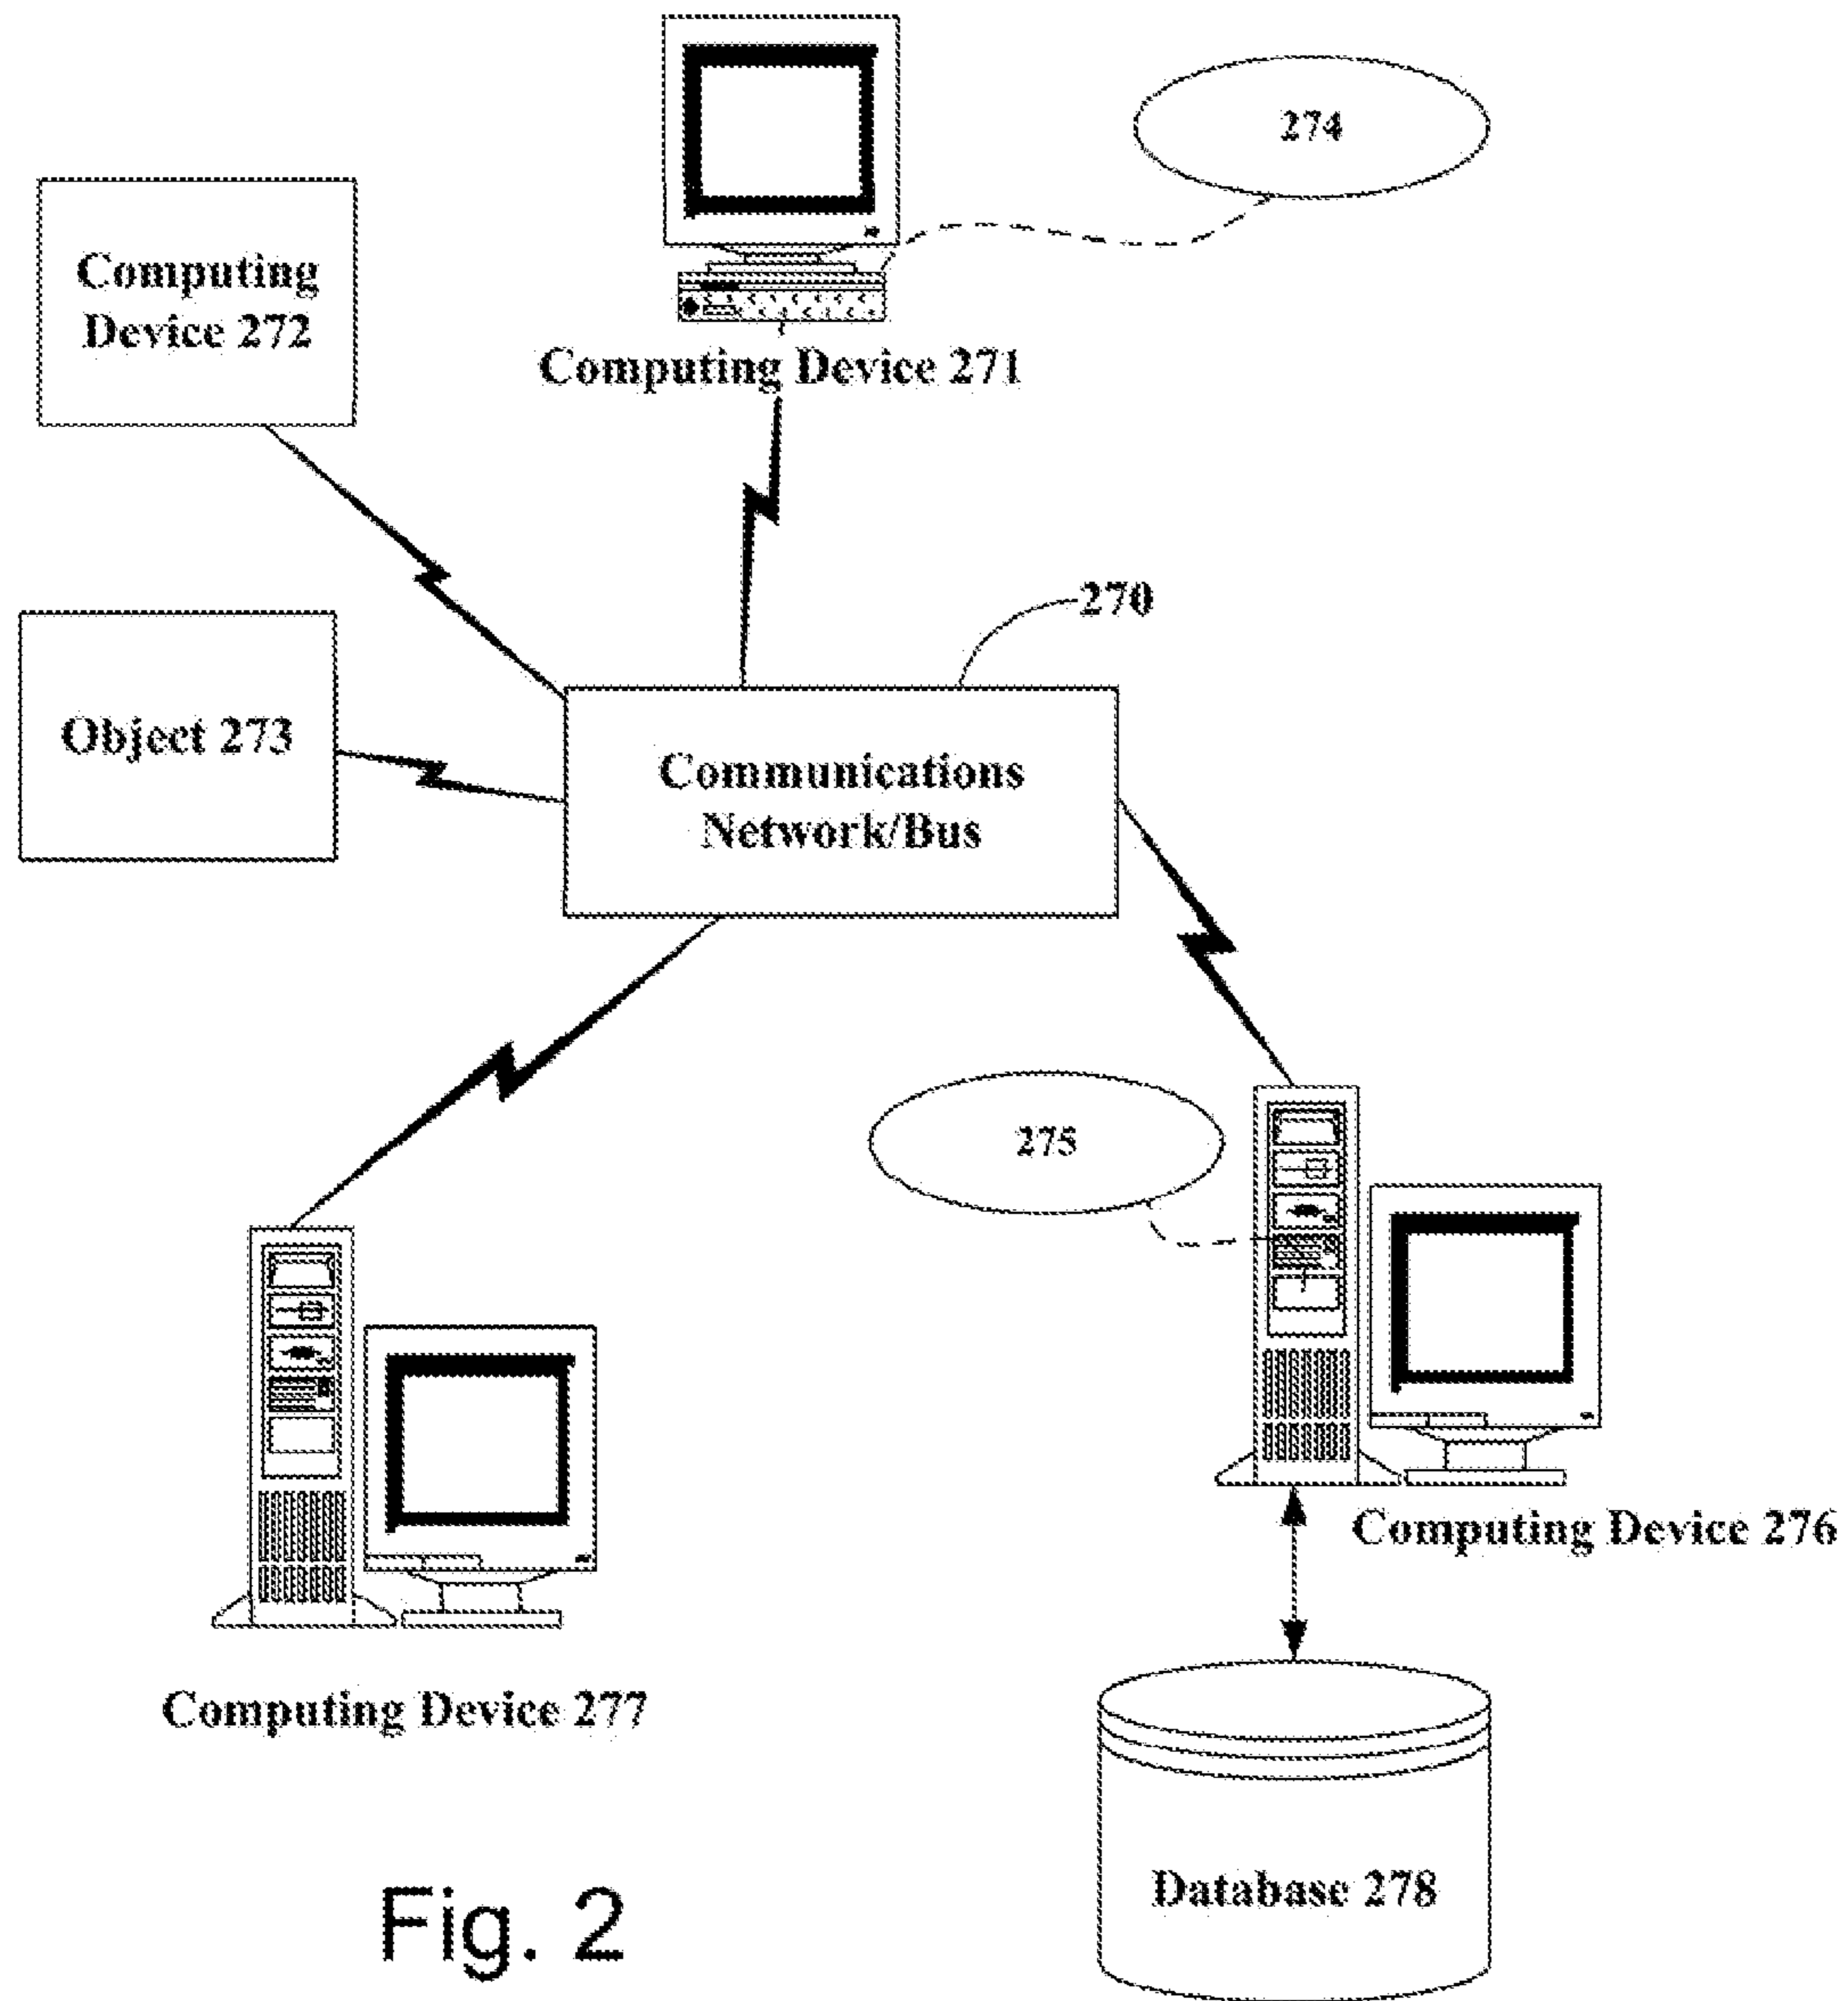 274
Computing
Device 272
Computing Device 271
270
Object 273
Communications
Network/Bus
275
Computing Device 276
Computing Device 277
Database 278
Fig. 2